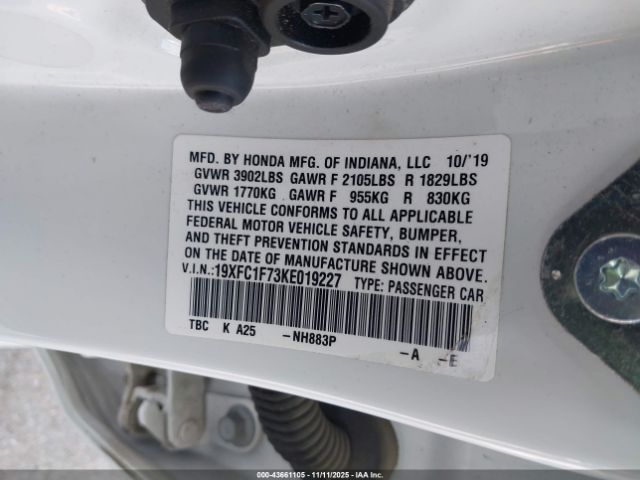 MFD. BY HONDA MFG. OF INDIANA, LLC 10/'19
GVWR 3902LBS GAWR F 2105LBS R 1829LBS
GVWR 1770KG GAWR F 955KG R 830KG
THIS VEHICLE CONFORMS TO ALL APPLICABLE
FEDERAL MOTOR VEHICLE SAFETY, BUMPER,
AND THEFT PREVENTION STANDARDS IN EFFECT
ON THE DATE OF MANUFACTURE SHOWN ABOVE.
V.I.N.:19XFC1F73KE019227 TYPE: PASSENGER CAR
TBC K A25 -NH883P -A -E
000-43661105 - 11/11/2025 - IAAI.COM